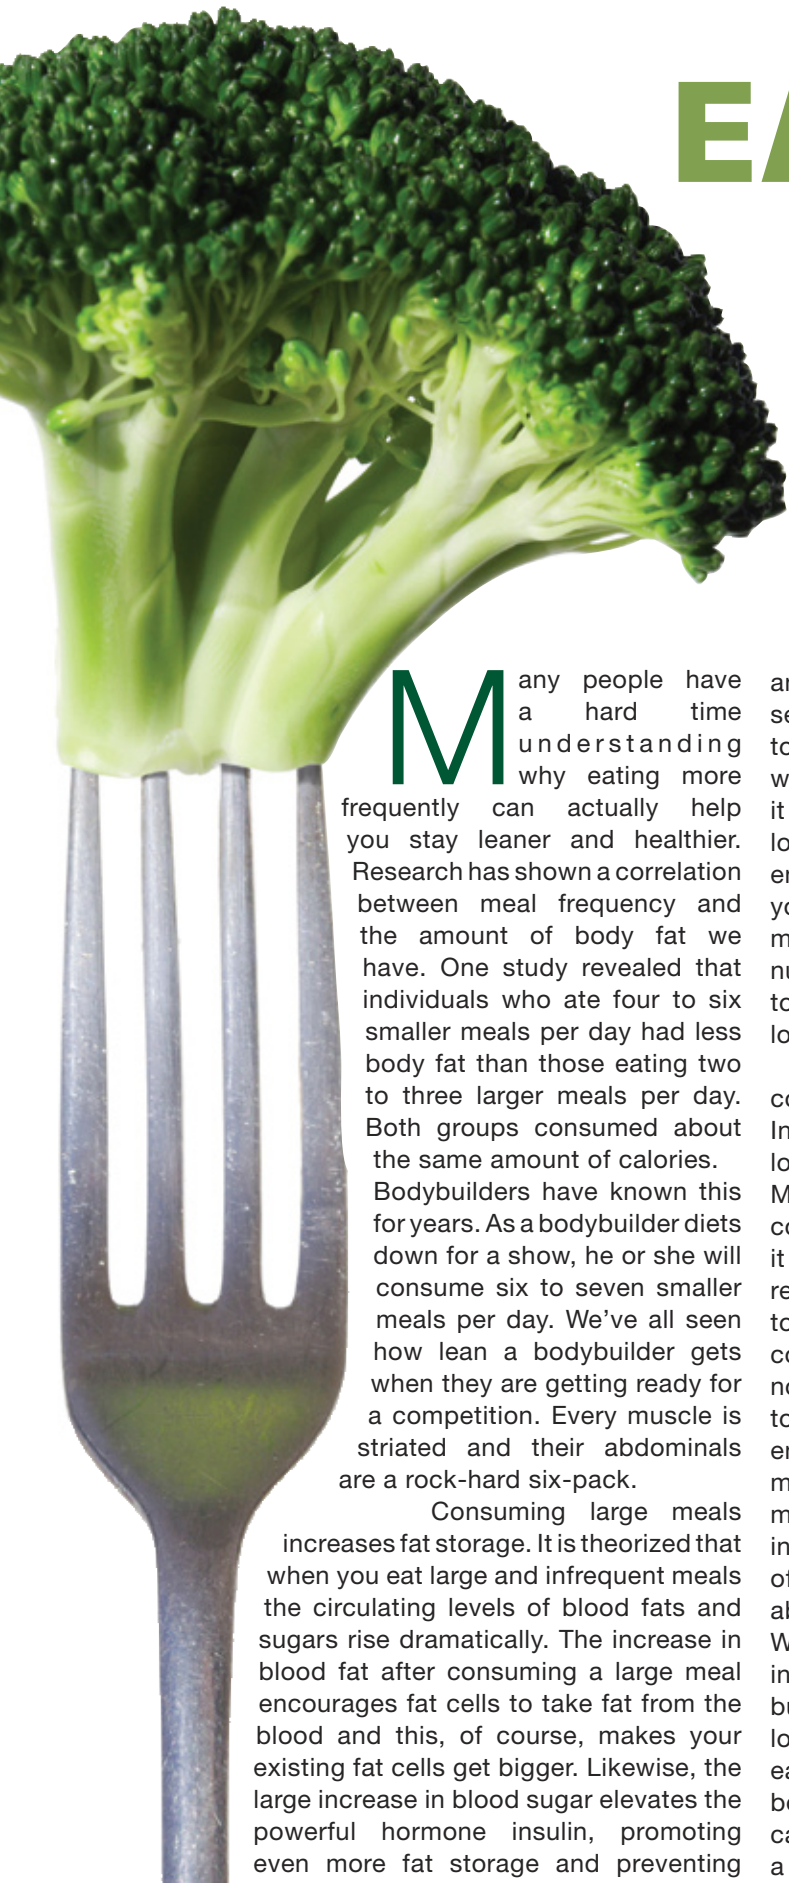 EA
Many people have
a hard time
understanding
why eating more
frequently can actually help
you stay leaner and healthier.
Research has shown a correlation
between meal frequency and
the amount of body fat we
have. One study revealed that
individuals who ate four to six
smaller meals per day had less
body fat than those eating two
to three larger meals per day.
Both groups consumed about
the same amount of calories.
Bodybuilders have known this
for years. As a bodybuilder diets
down for a show, he or she will
consume six to seven smaller
meals per day. We’ve all seen
how lean a bodybuilder gets
when they are getting ready for
a competition. Every muscle is
striated and their abdominals
are a rock-hard six-pack.
Consuming large meals
increases fat storage. It is theorized that
when you eat large and infrequent meals
the circulating levels of blood fats and
sugars rise dramatically. The increase in
blood fat after consuming a large meal
encourages fat cells to take fat from the
blood and this, of course, makes your
existing fat cells get bigger. Likewise, the
large increase in blood sugar elevates the
powerful hormone insulin, promoting
even more fat storage and preventing